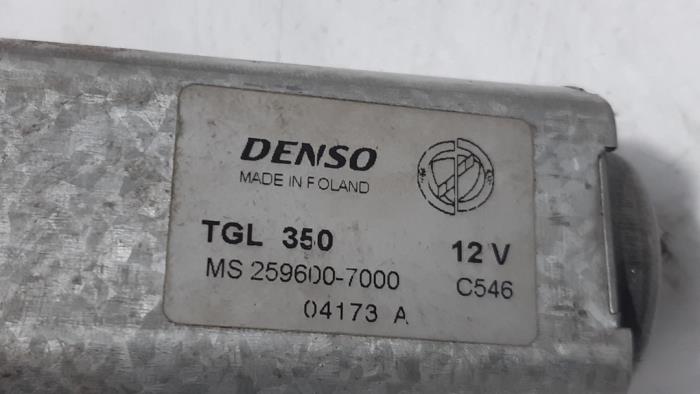 DENSO
MADE IN POLAND
TGL 350 12 V
MS 259600-7000 C546
04173 A